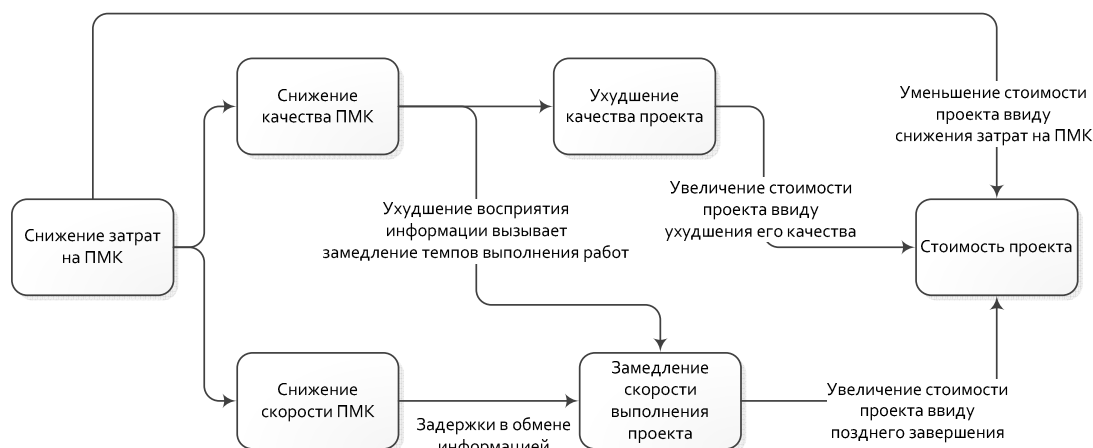 Уменьшение стоимости
проекта ввиду
снижения затрат на ПМК
Снижение
качества ПМК
Ухудшение
качества проекта
Снижение затрат
на ПМК
Ухудшение восприятия
информации вызывает
замедление темпов выполнения работ
Увеличение стоимости
проекта ввиду
ухудшения его качества
Стоимость проекта
Снижение
скорости ПМК
Задержки в обмене
информацией
Замедление
скорости
выполнения
проекта
Увеличение стоимости
проекта ввиду
позднего завершения